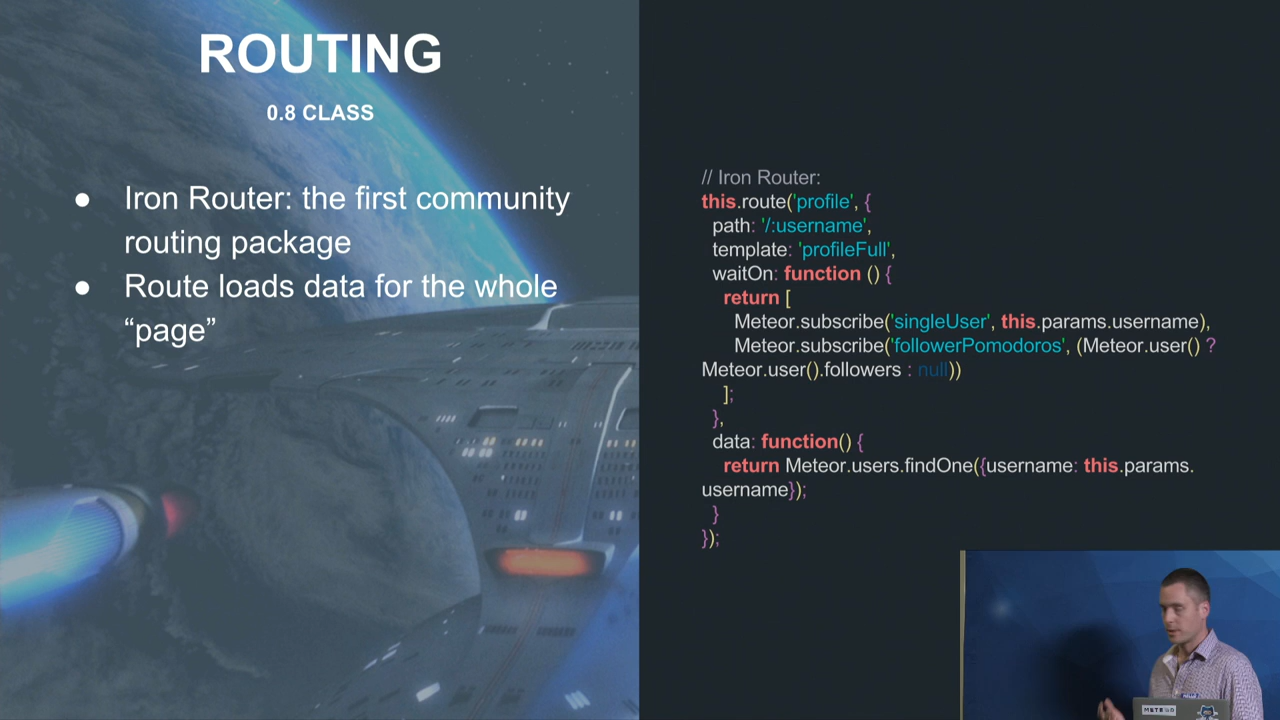 ROUTING
0.8 CLASS
● Iron Router: the first community
routing package
● Route loads data for the whole
“page”
// Iron Router:
this.route('profile', {
path: '/:username',
template: 'profileFull',
waitOn: function () {
return [
Meteor.subscribe('singleUser', this.params.username),
Meteor.subscribe('followerPomodoros', (Meteor.user() ?
Meteor.user().followers : null))
];
},
data: function() {
return Meteor.users.findOne({username: this.params.
username});
}
});